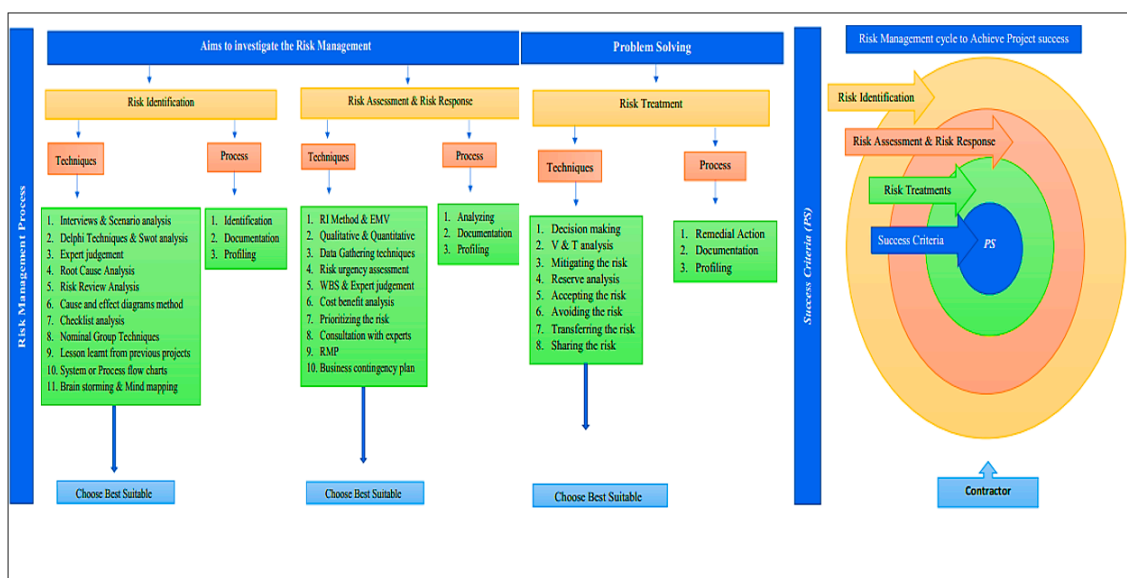 Risk Management Process
Aims to investigate the Risk Management
Risk Identification
Techniques
Process
1. Interviews & Scenario analysis
2. Delphi Techniques & Swot analysis
3. Expert judgement
4. Root Cause Analysis
5. Risk Review Analysis
6. Cause and effect diagrams method
7. Checklist analysis
8. Nominal Group Techniques
9. Lesson learnt from previous projects
10. System or Process flow charts
11. Brain storming & Mind mapping
1. Identification
2. Documentation
3. Profiling
Choose Best Suitable
Risk Assessment & Risk Response
Techniques
Process
1. RI Method & EMV
2. Qualitative & Quantitative
3. Data Gathering techniques
4. Risk urgency assessment
5. WBS & Expert judgement
6. Cost benefit analysis
7. Prioritizing the risk
8. Consultation with experts
9. RMP
10. Business contingency plan
1. Analyzing
2. Documentation
3. Profiling
Choose Best Suitable
Problem Solving
Risk Treatment
Techniques
Process
1. Decision making
2. V & T analysis
3. Mitigating the risk
4. Reserve analysis
5. Accepting the risk
6. Avoiding the risk
7. Transferring the risk
8. Sharing the risk
1. Remedial Action
2. Documentation
3. Profiling
Choose Best Suitable
Success Criteria (PS)
Risk Management cycle to Achieve Project success
Risk Identification
Risk Assessment & Risk Response
Risk Treatments
Success Criteria
PS
Contractor